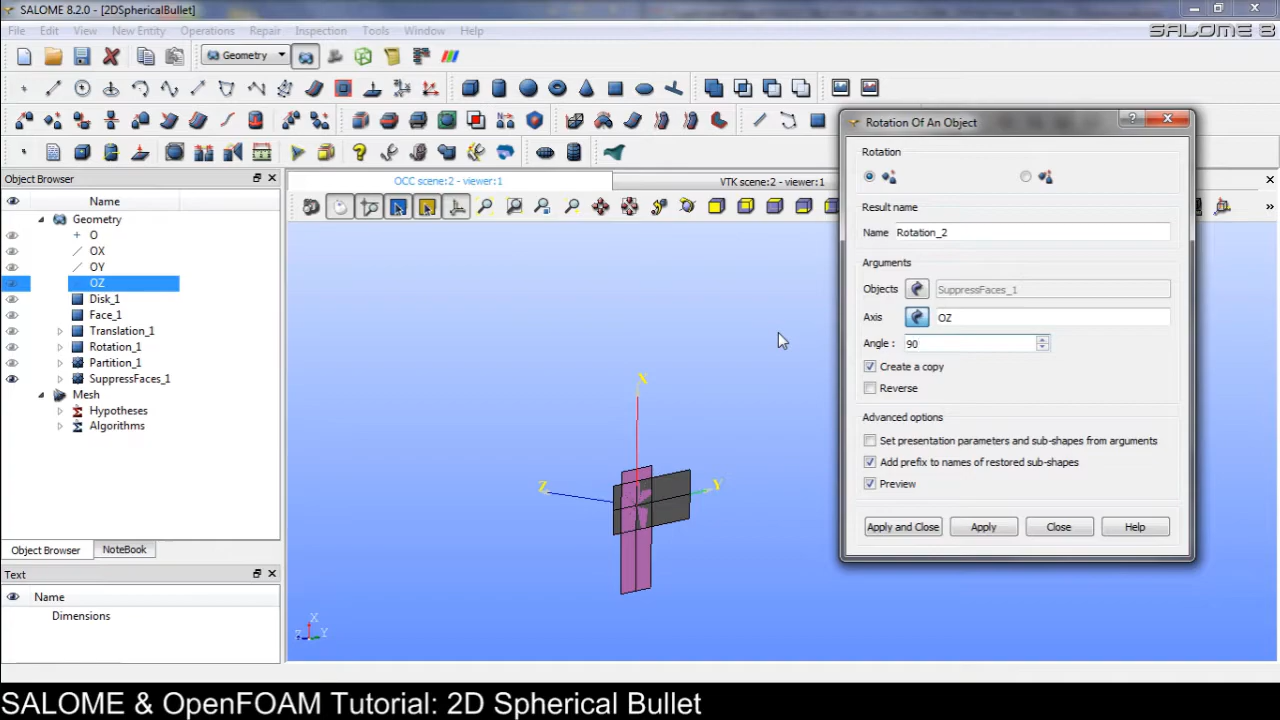 SALOME 8.2.0 - [2DSphericalBullet]
File Edit View Geometry New Entity Operations Repair Inspection Tools Window Help
SALOME 8
Geometry
Object Browser
OCC scene:2 - viewer:1
VTK scene:2 - viewer:1
Name
Geometry
O
OX
OY
OZ
Disk_1
Face_1
Translation_1
Rotation_1
Partition_1
SuppressFaces_1
Mesh
Hypotheses
Algorithms
Object Browser NoteBook
Text
Name
Dimensions
X
Z
Y
X
Z Y
Rotation Of An Object
Rotation
Result name
Name Rotation_2
Arguments
Objects SuppressFaces_1
Axis OZ
Angle : 90
Create a copy
Reverse
Advanced options
Set presentation parameters and sub-shapes from arguments
Add prefix to names of restored sub-shapes
Preview
Apply and Close Apply Close Help
SALOME & OpenFOAM Tutorial: 2D Spherical Bullet